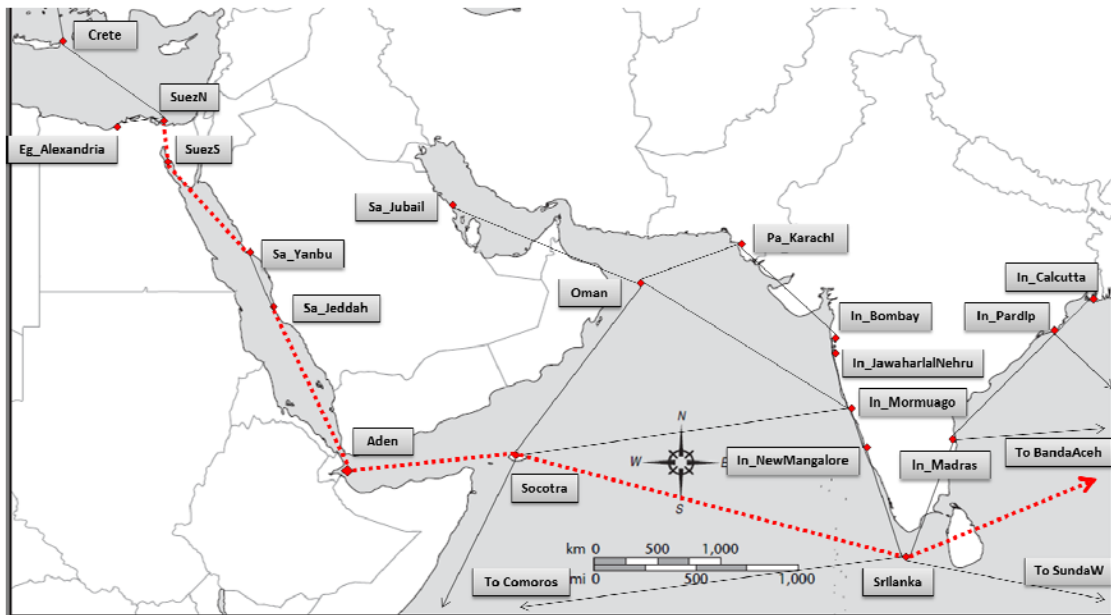 Crete
SuezN
Eg_Alexandria
SuezS
Sa_Jubail
Pa_Karachi
Sa_Yanbu
In_Calcutta
Oman
Sa_Jeddah
In_Bombay
In_Pardip
In_JawaharlalNehru
In_Mormuago
N
Aden
To BandaAceh
W
E
In_NewMangalore
In_Madras
Socotra
S
km 0 500 1,000
To Comoros
mi 0 500 1,000
Srilanka
To SundaW